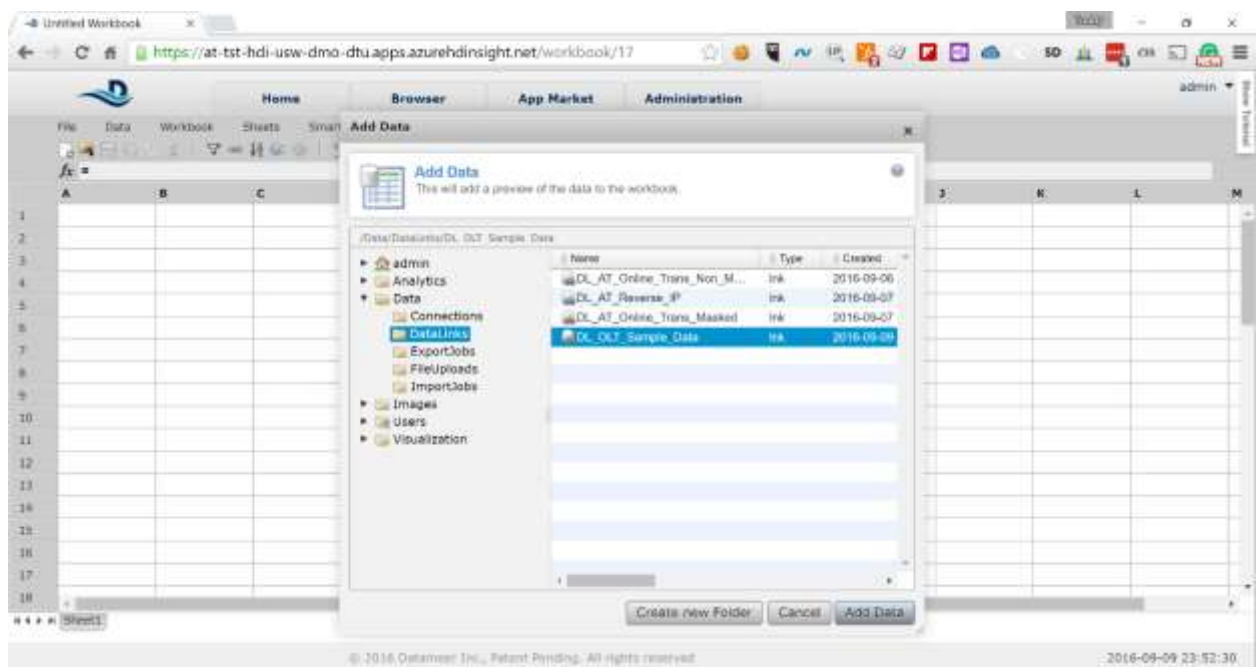 Untitled Workbook
https://at-tst-hdi-usw-dmo-dtu.apps.azurehdinsight.net/workbook/17
SD
Home Browser App Market Administration
admin
File Data Workbook Sheets Smart
Add Data
fx =
Add Data
This will add a preview of the data to the workbook.
A B C J K L M
/Data/DataLinks/DL_OLT_Sample_Data
Name Type Created
admin
Analytics
Data
Connections
DataLinks
ExportJobs
FileUploads
ImportJobs
Images
Users
Visualization
DL_AT_Online_Trans_Non_M... lnk 2016-09-06
DL_AT_Reverse_IP lnk 2016-09-07
DL_AT_Online_Trans_Masked lnk 2016-09-07
DL_OLT_Sample_Data lnk 2016-09-09
1
2
3
4
5
6
7
8
9
10
11
12
13
14
15
16
17
18
Create new Folder Cancel Add Data
Sheet1
© 2016 Datameer Inc., Patent Pending. All rights reserved
2016-09-09 23:52:30